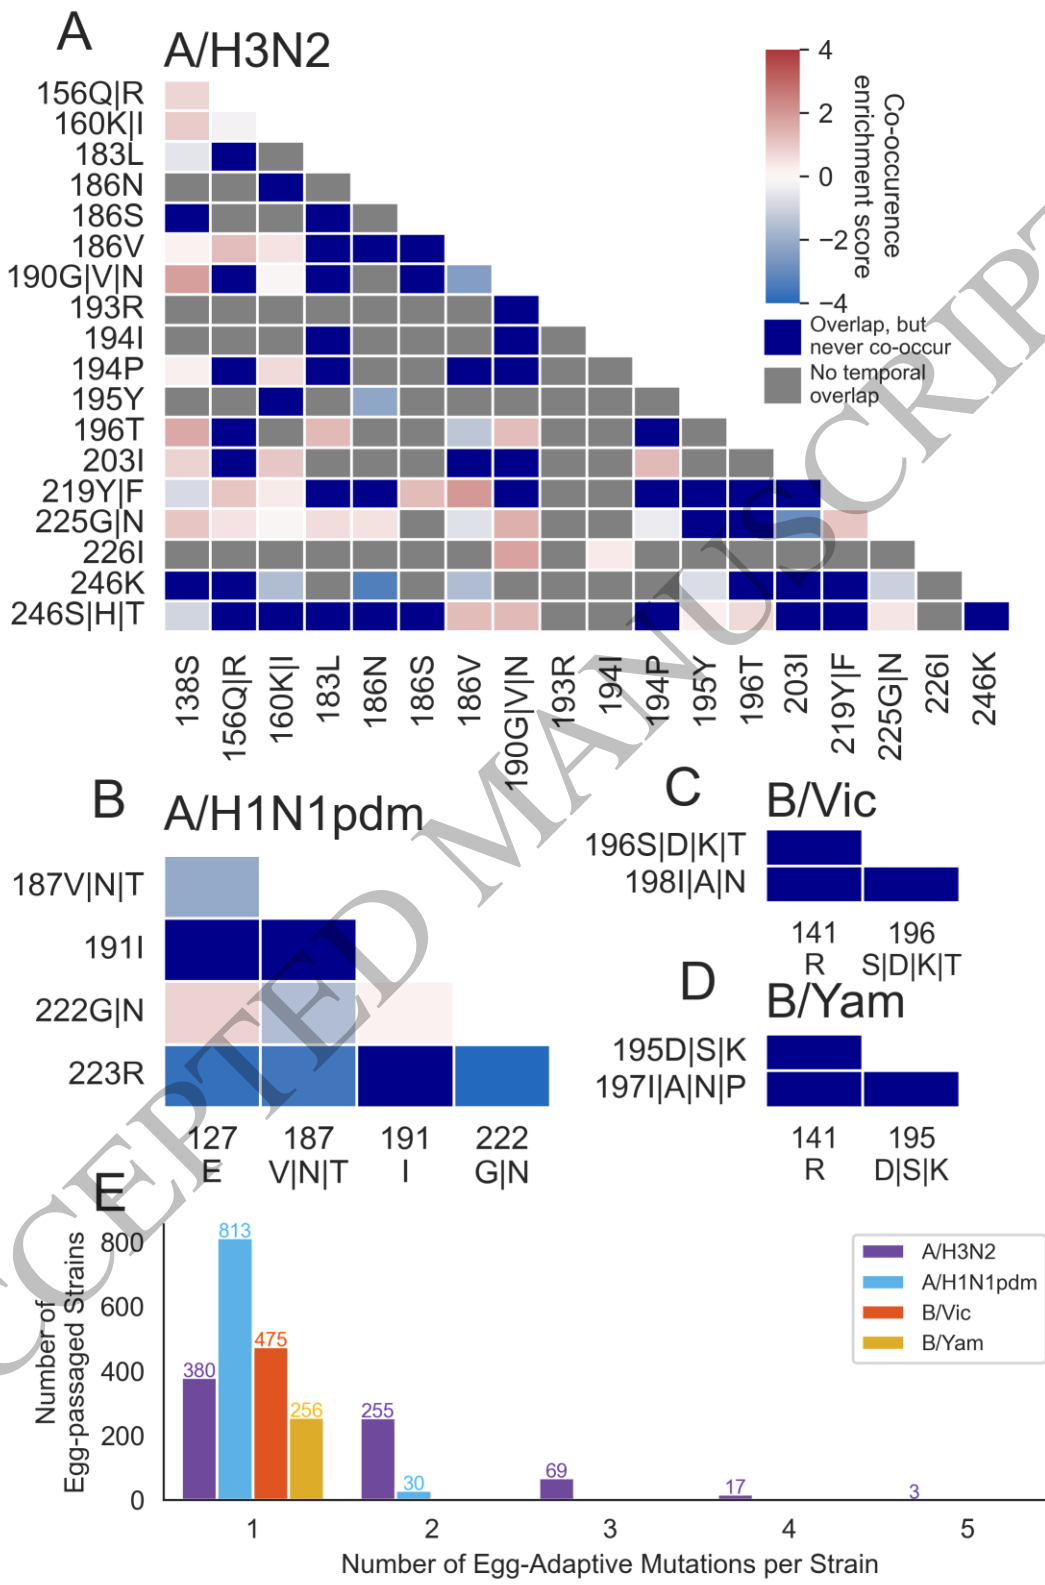 A
A/H3N2
156Q|R
160K|I
183L
186N
186S
186V
190G|V|N
193R
194I
194P
195Y
196T
203I
219Y|F
225G|N
226I
246K
246S|H|T
138S
156Q|R
160K|I
183L
186N
186S
186V
190G|V|N
193R
194I
194P
195Y
196T
203I
219Y|F
225G|N
226I
246K
4
2
0
−2
−4
Co-occurence
enrichment score
Overlap, but
never co-occur
No temporal
overlap
B
A/H1N1pdm
187V|N|T
191I
222G|N
223R
127
E
187
V|N|T
191
I
222
G|N
C
B/Vic
196S|D|K|T
198I|A|N
141
R
196
S|D|K|T
D
B/Yam
195D|S|K
197I|A|N|P
141
R
195
D|S|K
E
Number of
Egg-passaged Strains
800
600
400
200
0
380
813
475
256
255
30
69
17
3
1
2
3
4
5
Number of Egg-Adaptive Mutations per Strain
A/H3N2
A/H1N1pdm
B/Vic
B/Yam
CCEPTED MANUSCRIPT